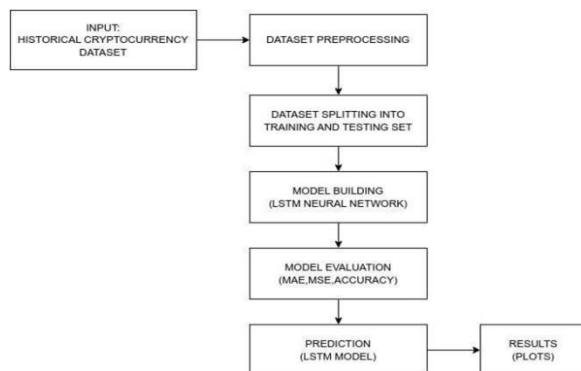 INPUT:
HISTORICAL CRYPTOCURRENCY
DATASET
DATASET PREPROCESSING
DATASET SPLITTING INTO
TRAINING AND TESTING SET
MODEL BUILDING
(LSTM NEURAL NETWORK)
MODEL EVALUATION
(MAE,MSE,ACCURACY)
PREDICTION
(LSTM MODEL)
RESULTS
(PLOTS)